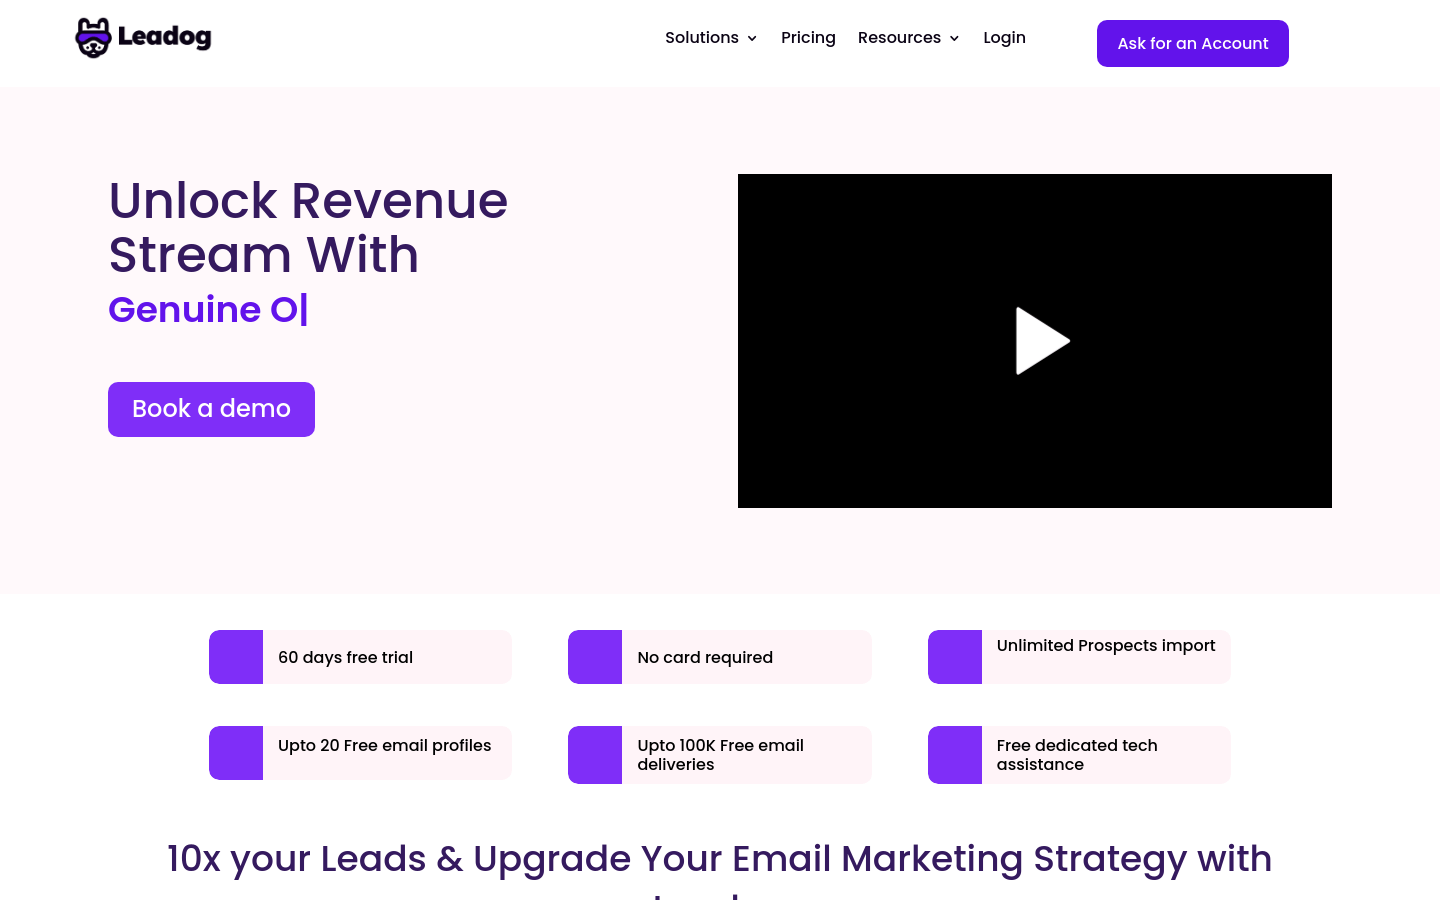 Leadog
Solutions
Pricing
Resources
Login
Ask for an Account
Unlock Revenue
Stream With
Genuine O|
Book a demo
60 days free trial
No card required
Unlimited Prospects import
Upto 20 Free email profiles
Upto 100K Free email
deliveries
Free dedicated tech
assistance
10x your Leads & Upgrade Your Email Marketing Strategy with